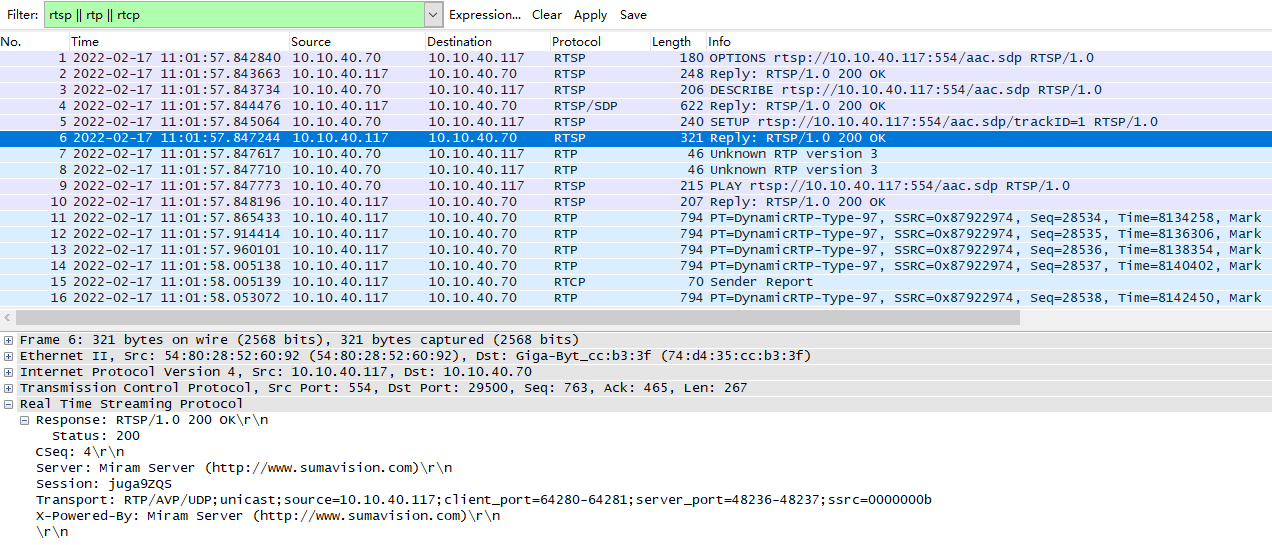 Filter: rtsp || rtp || rtcp Expression... Clear Apply Save
No. Time Source Destination Protocol Length Info
1 2022-02-17 11:01:57.842840 10.10.40.70 10.10.40.117 RTSP 180 OPTIONS rtsp://10.10.40.117:554/aac.sdp RTSP/1.0
2 2022-02-17 11:01:57.843663 10.10.40.117 10.10.40.70 RTSP 248 Reply: RTSP/1.0 200 OK
3 2022-02-17 11:01:57.843734 10.10.40.70 10.10.40.117 RTSP 206 DESCRIBE rtsp://10.10.40.117:554/aac.sdp RTSP/1.0
4 2022-02-17 11:01:57.844476 10.10.40.117 10.10.40.70 RTSP/SDP 622 Reply: RTSP/1.0 200 OK
5 2022-02-17 11:01:57.845064 10.10.40.70 10.10.40.117 RTSP 240 SETUP rtsp://10.10.40.117:554/aac.sdp/trackID=1 RTSP/1.0
6 2022-02-17 11:01:57.847244 10.10.40.117 10.10.40.70 RTSP 321 Reply: RTSP/1.0 200 OK
7 2022-02-17 11:01:57.847617 10.10.40.70 10.10.40.117 RTP 46 Unknown RTP version 3
8 2022-02-17 11:01:57.847710 10.10.40.70 10.10.40.117 RTP 46 Unknown RTP version 3
9 2022-02-17 11:01:57.847773 10.10.40.70 10.10.40.117 RTSP 215 PLAY rtsp://10.10.40.117:554/aac.sdp RTSP/1.0
10 2022-02-17 11:01:57.848196 10.10.40.117 10.10.40.70 RTSP 207 Reply: RTSP/1.0 200 OK
11 2022-02-17 11:01:57.865433 10.10.40.117 10.10.40.70 RTP 794 PT=DynamicRTP-Type-97, SSRC=0x87922974, Seq=28534, Time=8134258, Mark
12 2022-02-17 11:01:57.914414 10.10.40.117 10.10.40.70 RTP 794 PT=DynamicRTP-Type-97, SSRC=0x87922974, Seq=28535, Time=8136306, Mark
13 2022-02-17 11:01:57.960101 10.10.40.117 10.10.40.70 RTP 794 PT=DynamicRTP-Type-97, SSRC=0x87922974, Seq=28536, Time=8138354, Mark
14 2022-02-17 11:01:58.005138 10.10.40.117 10.10.40.70 RTP 794 PT=DynamicRTP-Type-97, SSRC=0x87922974, Seq=28537, Time=8140402, Mark
15 2022-02-17 11:01:58.005139 10.10.40.117 10.10.40.70 RTCP 70 Sender Report
16 2022-02-17 11:01:58.053072 10.10.40.117 10.10.40.70 RTP 794 PT=DynamicRTP-Type-97, SSRC=0x87922974, Seq=28538, Time=8142450, Mark
Frame 6: 321 bytes on wire (2568 bits), 321 bytes captured (2568 bits)
Ethernet II, Src: 54:80:28:52:60:92 (54:80:28:52:60:92), Dst: Giga-Byt_cc:b3:3f (74:d4:35:cc:b3:3f)
Internet Protocol Version 4, Src: 10.10.40.117, Dst: 10.10.40.70
Transmission Control Protocol, Src Port: 554, Dst Port: 29500, Seq: 763, Ack: 465, Len: 267
Real Time Streaming Protocol
Response: RTSP/1.0 200 OK\r\n
Status: 200
CSeq: 4\r\n
Server: Miram Server (http://www.sumavision.com)\r\n
Session: juga9ZQS
Transport: RTP/AVP/UDP;unicast;source=10.10.40.117;client_port=64280-64281;server_port=48236-48237;ssrc=0000000b
X-Powered-By: Miram Server (http://www.sumavision.com)\r\n
\r\n